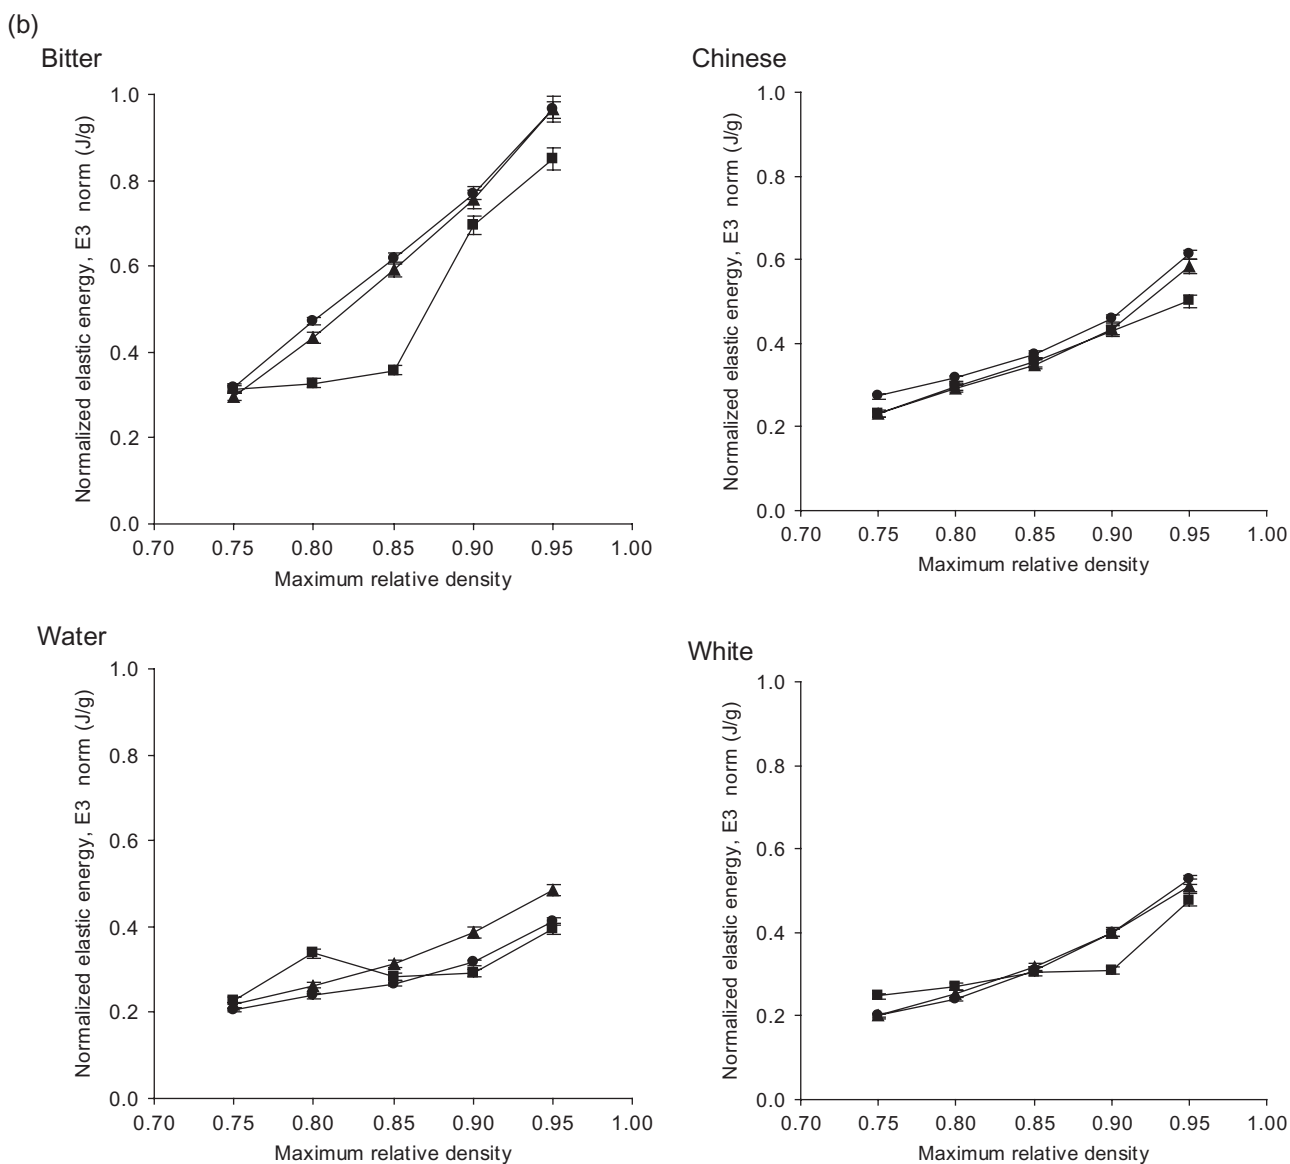 (b)
Bitter
Normalized elastic energy, E3 norm (J/g)
1.0
0.8
0.6
0.4
0.2
0.0
0.70 0.75 0.80 0.85 0.90 0.95 1.00
Maximum relative density
Chinese
Normalized elastic energy, E3 norm (J/g)
1.0
0.8
0.6
0.4
0.2
0.0
0.70 0.75 0.80 0.85 0.90 0.95 1.00
Maximum relative density
Water
Normalized elastic energy, E3 norm (J/g)
1.0
0.8
0.6
0.4
0.2
0.0
0.70 0.75 0.80 0.85 0.90 0.95 1.00
Maximum relative density
White
Normalized elastic energy, E3 norm (J/g)
1.0
0.8
0.6
0.4
0.2
0.0
0.70 0.75 0.80 0.85 0.90 0.95 1.00
Maximum relative density